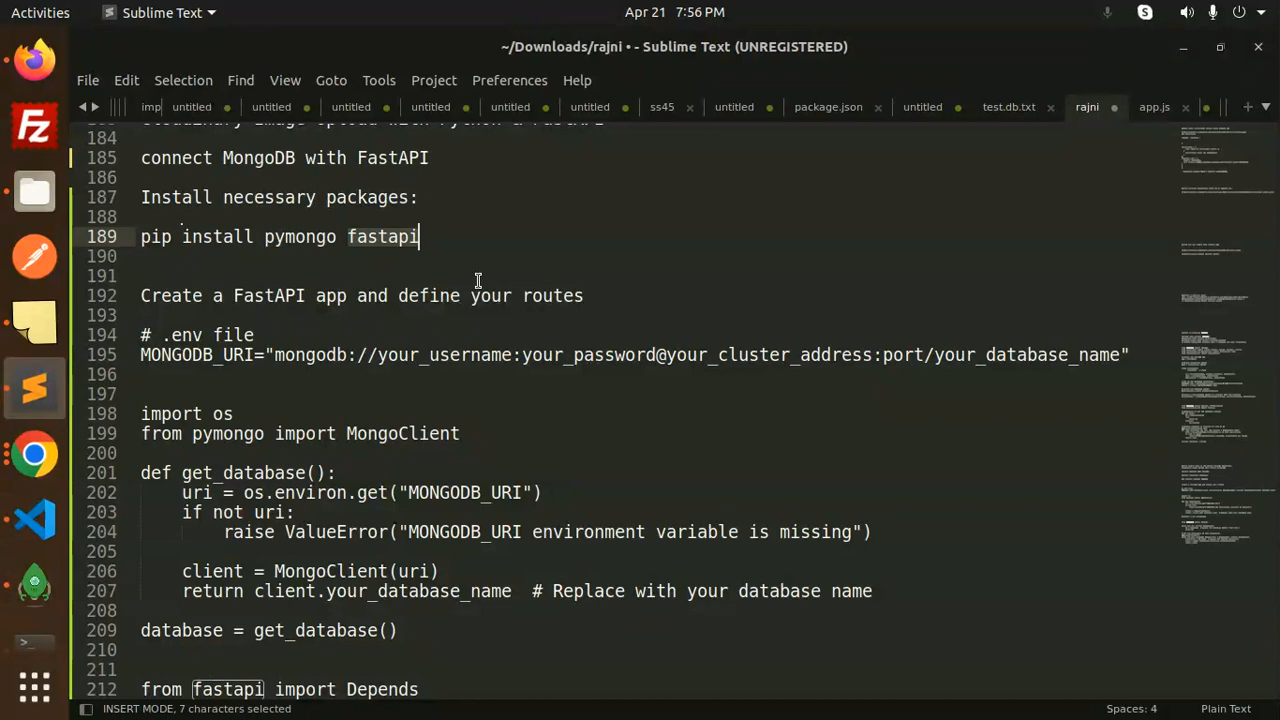 Activities
Sublime Text
Apr 21 7:56 PM
~/Downloads/rajni • - Sublime Text (UNREGISTERED)
File Edit Selection Find View Goto Tools Project Preferences Help
imp untitled untitled untitled untitled untitled untitled ss45 untitled package.json untitled test.db.txt rajni app.js
184
185 connect MongoDB with FastAPI
186
187 Install necessary packages:
188
189 pip install pymongo fastapi
190
191
192 Create a FastAPI app and define your routes
193
194 # .env file
195 MONGODB_URI="mongodb://your_username:your_password@your_cluster_address:port/your_database_name"
196
197
198 import os
199 from pymongo import MongoClient
200
201 def get_database():
202 uri = os.environ.get("MONGODB_URI")
203 if not uri:
204 raise ValueError("MONGODB_URI environment variable is missing")
205
206 client = MongoClient(uri)
207 return client.your_database_name # Replace with your database name
208
209 database = get_database()
210
211
212 from fastapi import Depends
INSERT MODE, 7 characters selected
Spaces: 4
Plain Text